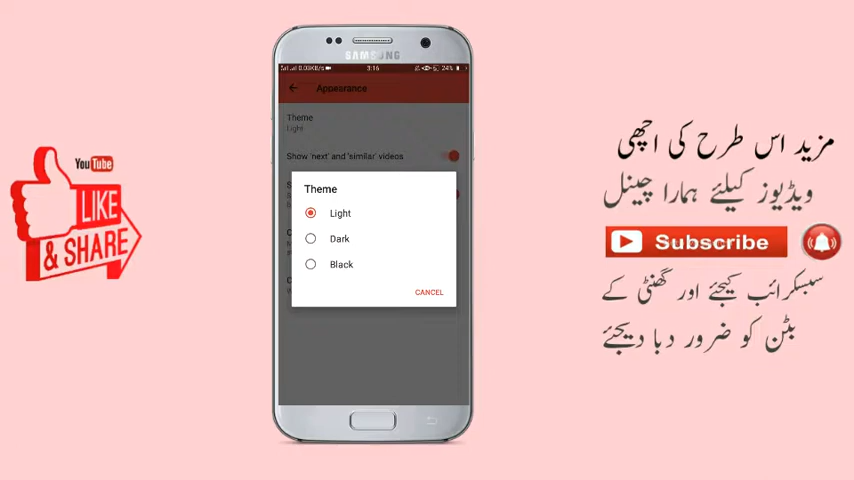 YouTube
LIKE
& SHARE
SAMSUNG
3:16
24%
Appearance
Theme
Light
Show 'next' and 'similar' videos
Theme
Light
Dark
Black
CANCEL
مزید اس طرح کی اچھی
ویڈیوز کیلئے ہمارا چینل
Subscribe
سبسکرائب کیجئے اور گھنٹی کے
بٹن کو ضرور دبا دیجئے